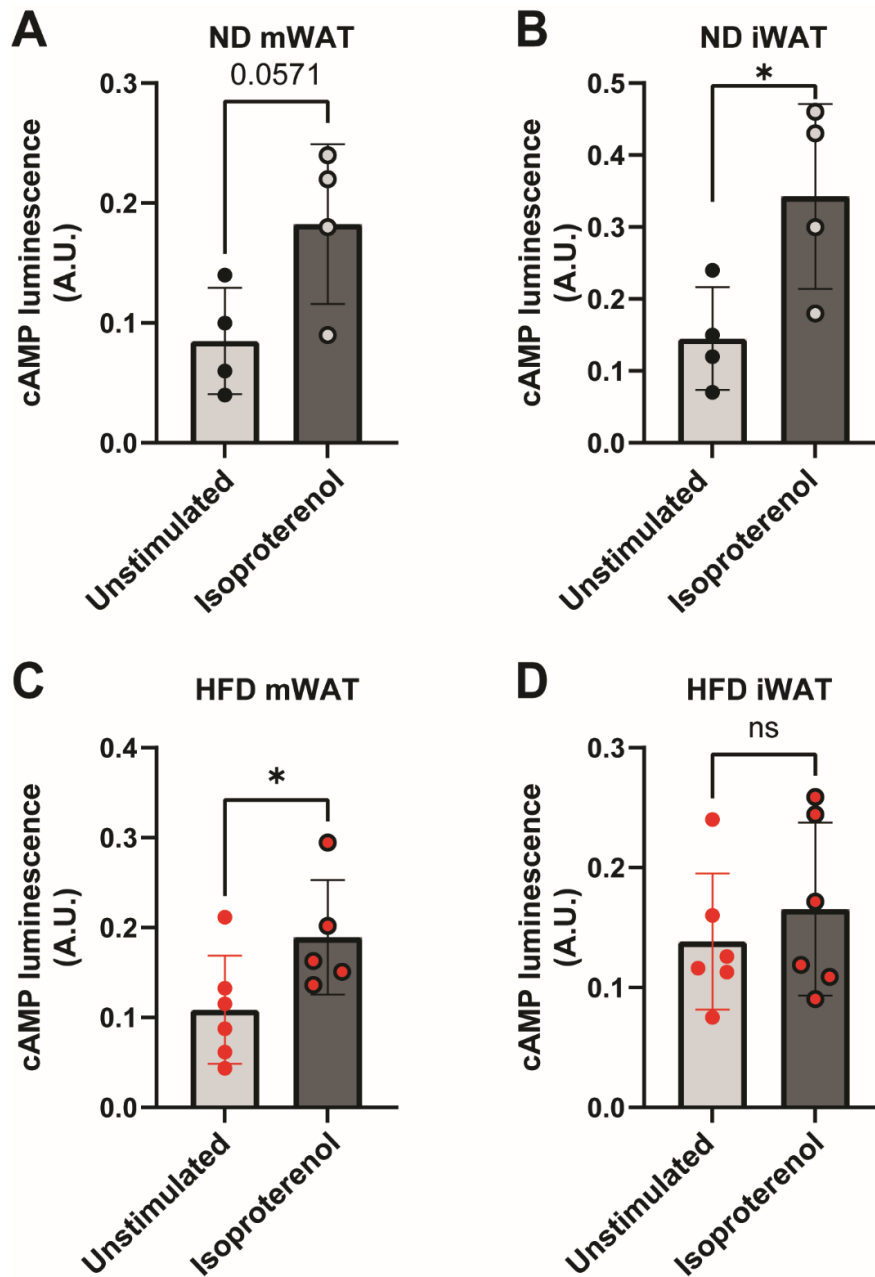 A
ND mWAT
0.0571
cAMP luminescence
(A.U.)
0.3
0.2
0.1
0.0
Unstimulated
Isoproterenol
B
ND iWAT
*
cAMP luminescence
(A.U.)
0.5
0.4
0.3
0.2
0.1
0.0
Unstimulated
Isoproterenol
C
HFD mWAT
*
cAMP luminescence
(A.U.)
0.4
0.3
0.2
0.1
0.0
Unstimulated
Isoproterenol
D
HFD iWAT
ns
cAMP luminescence
(A.U.)
0.3
0.2
0.1
0.0
Unstimulated
Isoproterenol